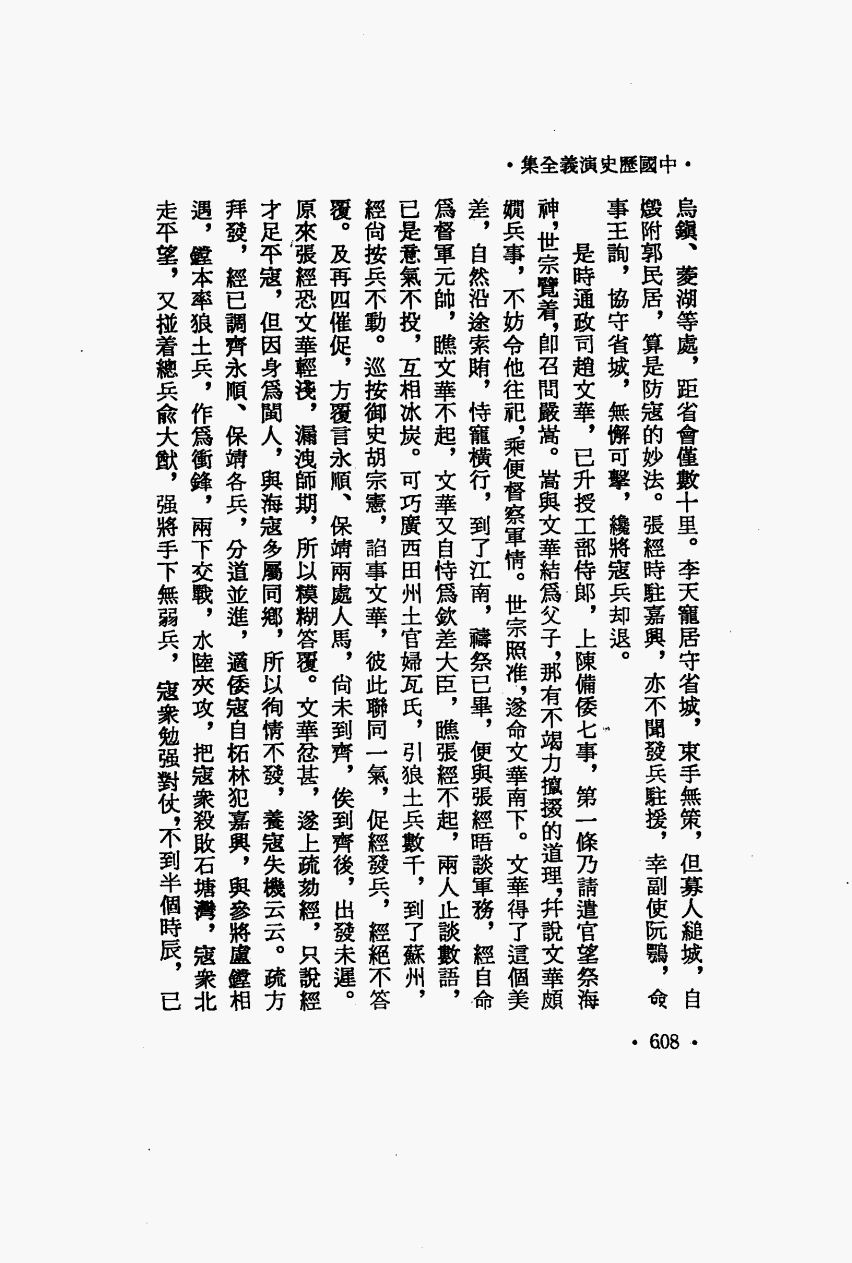 ·中國歷史演義全集·
烏鎭、菱湖等處，距省會僅數十里。李天寵居守省城，束手無策，但募人縋城，自
燬附郭民居，算是防寇的妙法。張經時駐嘉興，亦不聞發兵駐援，幸副使阮鶚，僉
事王詢，協守省城，無懈可擊，纔將寇兵却退。
是時通政司趙文華，已升授工部侍郞，上陳備倭七事，第一條乃請遣官望祭海
神，世宗覽着，卽召問嚴嵩。嵩與文華結爲父子，那有不竭力攛掇的道理，幷說文華頗
嫻兵事，不妨令他往祀，乘便督察軍情。世宗照准，遂命文華南下。文華得了這個美
差，自然沿途索賄，恃寵橫行，到了江南，禱祭已畢，便與張經晤談軍務，經自命
爲督軍元帥，瞧文華不起，文華又自恃爲欽差大臣，瞧張經不起，兩人止談數語，
已是意氣不投，互相冰炭。可巧廣西田州土官婦瓦氏，引狼土兵數千，到了蘇州，
經尙按兵不動。巡按御史胡宗憲，諂事文華，彼此聯同一氣，促經發兵，經絕不答
覆。及再四催促，方覆言永順、保靖兩處人馬，尙未到齊，俟到齊後，出發未遲。
原來張經恐文華輕淺，漏洩師期，所以糢糊答覆。文華忿甚，遂上疏劾經，只說經
才足平寇，但因身爲閩人，與海寇多屬同鄕，所以徇情不發，養寇失機云云。疏方
拜發，經已調齊永順、保靖各兵，分道並進，適倭寇自柘林犯嘉興，與參將盧鏜相
遇，鏜本率狼土兵，作爲衝鋒，兩下交戰，水陸夾攻，把寇衆殺敗石塘灣，寇衆北
走平望，又挫着總兵俞大猷，强將手下無弱兵，寇衆勉强對仗，不到半個時辰，已
·608·